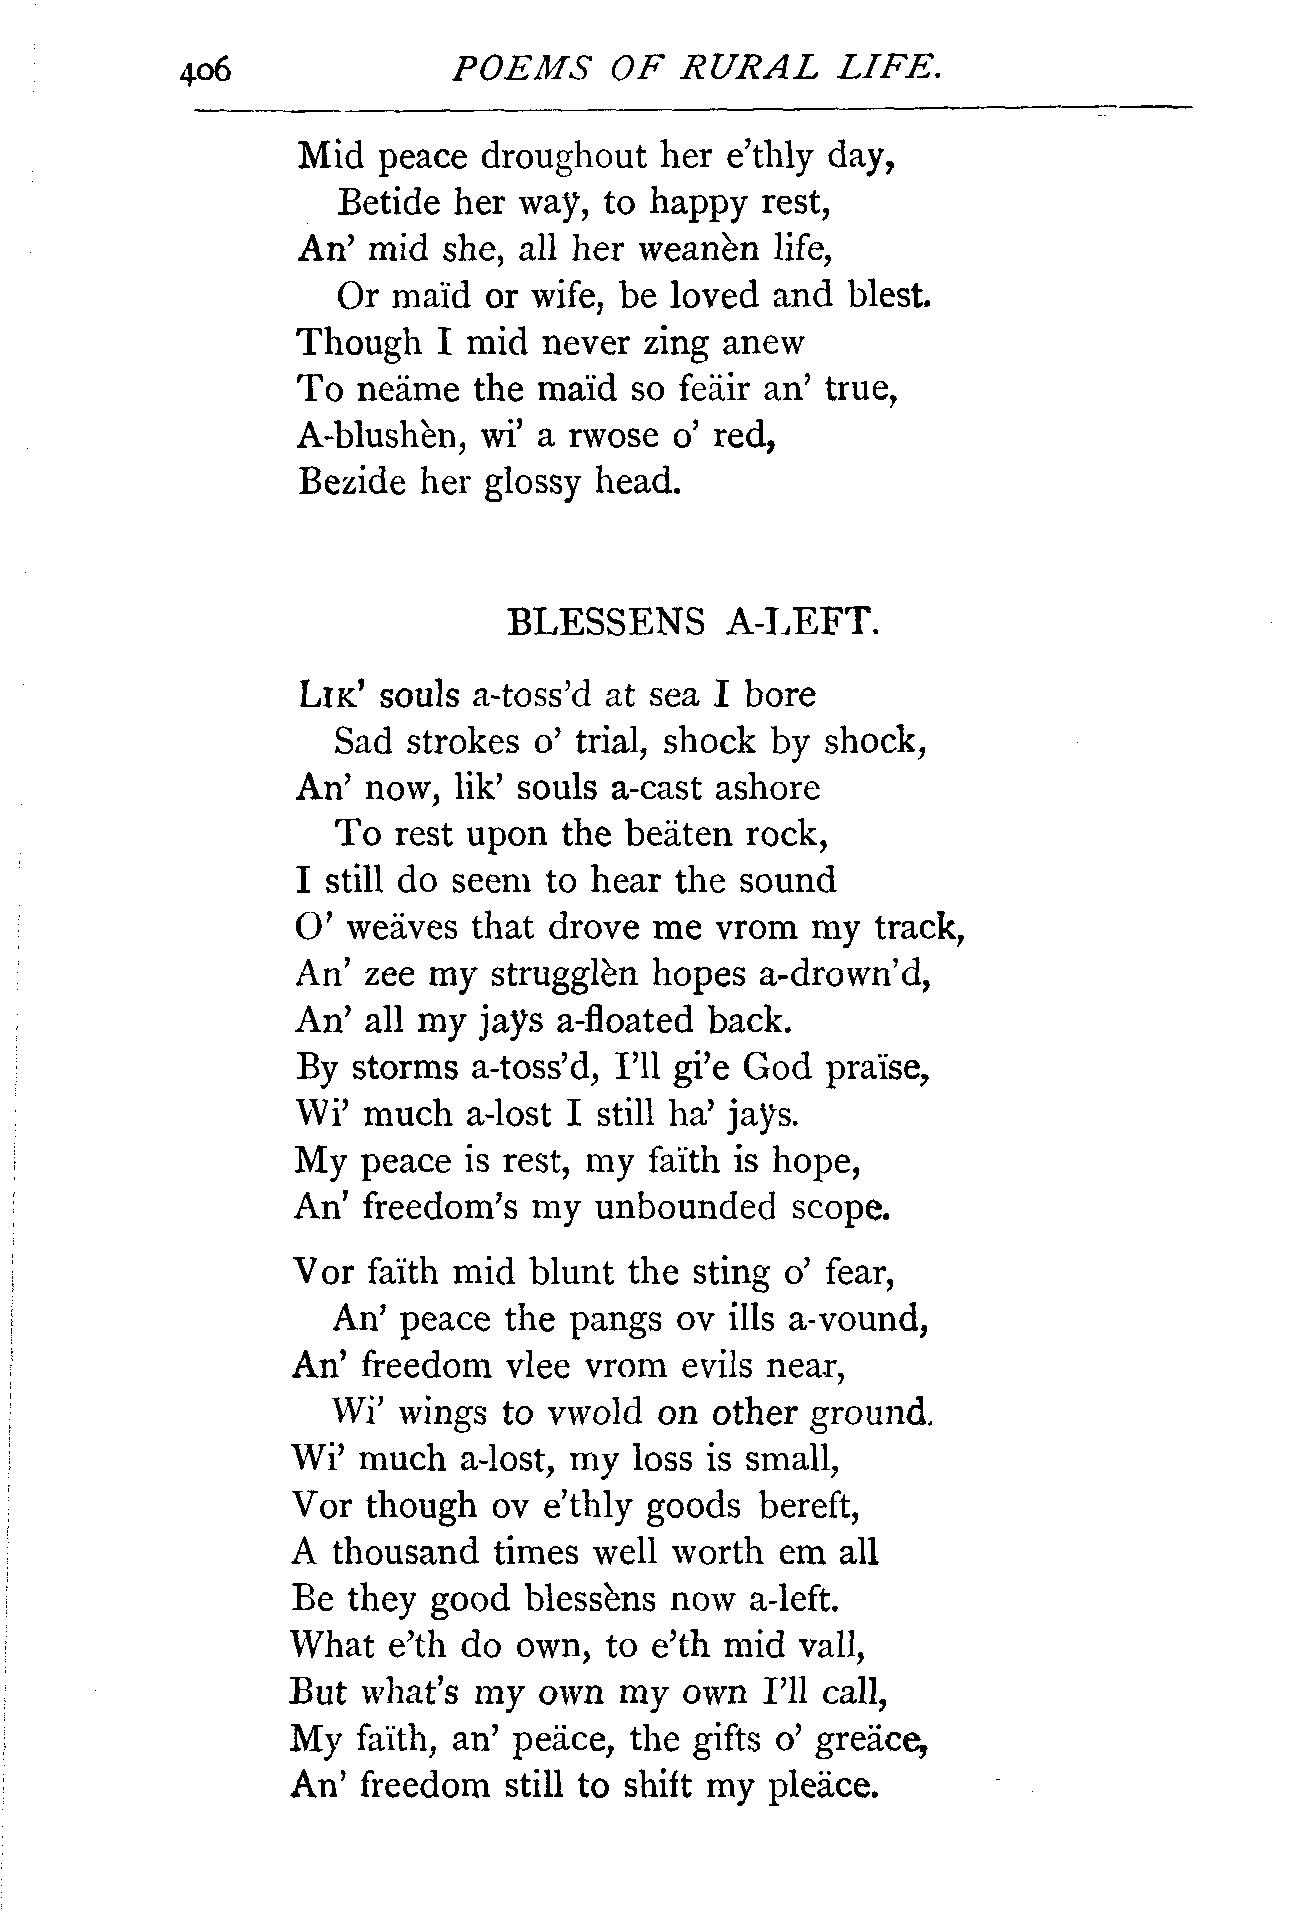 406 POEMS OF RURAL LIFE.
Mid peace droughout her e'thly day,
Betide her waÿ, to happy rest,
An' mid she, all her weanèn life,
Or maïd or wife, be loved and blest.
Though I mid never zing anew
To neäme the maïd so feäir an' true,
A-blushèn, wi' a rwose o' red,
Bezide her glossy head.
BLESSENS A-LEFT.
LIK' souls a-toss'd at sea I bore
Sad strokes o' trial, shock by shock,
An' now, lik' souls a-cast ashore
To rest upon the beäten rock,
I still do seem to hear the sound
O' weäves that drove me vrom my track,
An' zee my strugglèn hopes a-drown'd,
An' all my jaÿs a-floated back.
By storms a-toss'd, I'll gi'e God praïse,
Wi' much a-lost I still ha' jaÿs.
My peace is rest, my faïth is hope,
An' freedom's my unbounded scope.
Vor faïth mid blunt the sting o' fear,
An' peace the pangs ov ills a-vound,
An' freedom vlee vrom evils near,
Wi' wings to vwold on other ground.
Wi' much a-lost, my loss is small,
Vor though ov e'thly goods bereft,
A thousand times well worth em all
Be they good blessèns now a-left.
What e'th do own, to e'th mid vall,
But what's my own my own I'll call,
My faïth, an' peäce, the gifts o' greäce,
An' freedom still to shift my pleäce.